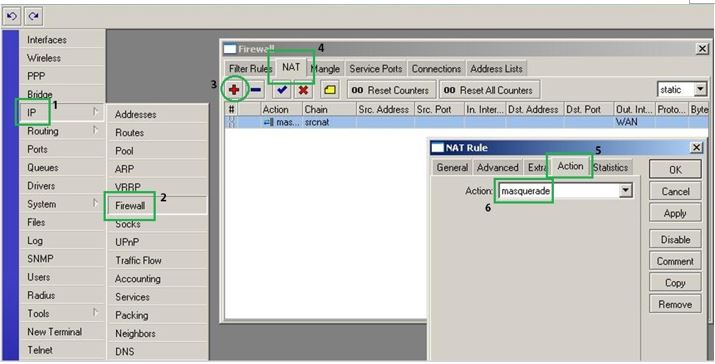 Interfaces
Wireless
PPP
Bridge
IP
1
Routing
Ports
Queues
Drivers
System
Files
Log
SNMP
Users
Radius
Tools
New Terminal
Telnet
Addresses
Routes
Pool
ARP
VRRP
Firewall
2
Socks
UPnP
Traffic Flow
Accounting
Services
Packing
Neighbors
DNS
Firewall
4
Filter Rules NAT Mangle Service Ports Connections Address Lists
3
00 Reset Counters 00 Reset All Counters static
# Action Chain Src. Address Src. Port In. Inter... Dst. Address Dst. Port Out. Int... Proto... Byte
mas... srcnat WAN
NAT Rule
5
General Advanced Extra Action Statistics
Action: masquerade
6
OK
Cancel
Apply
Disable
Comment
Copy
Remove